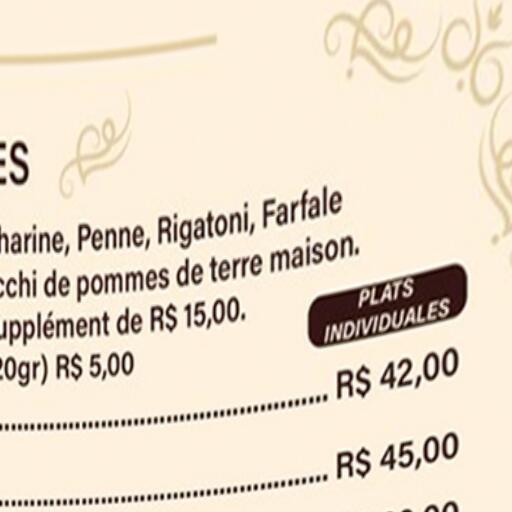 ES
harine, Penne, Rigatoni, Farfale
cchi de pommes de terre maison.
upplément de R$ 15,00.
20gr) R$ 5,00
PLATS
INDIVIDUALES
R$ 42,00
R$ 45,00